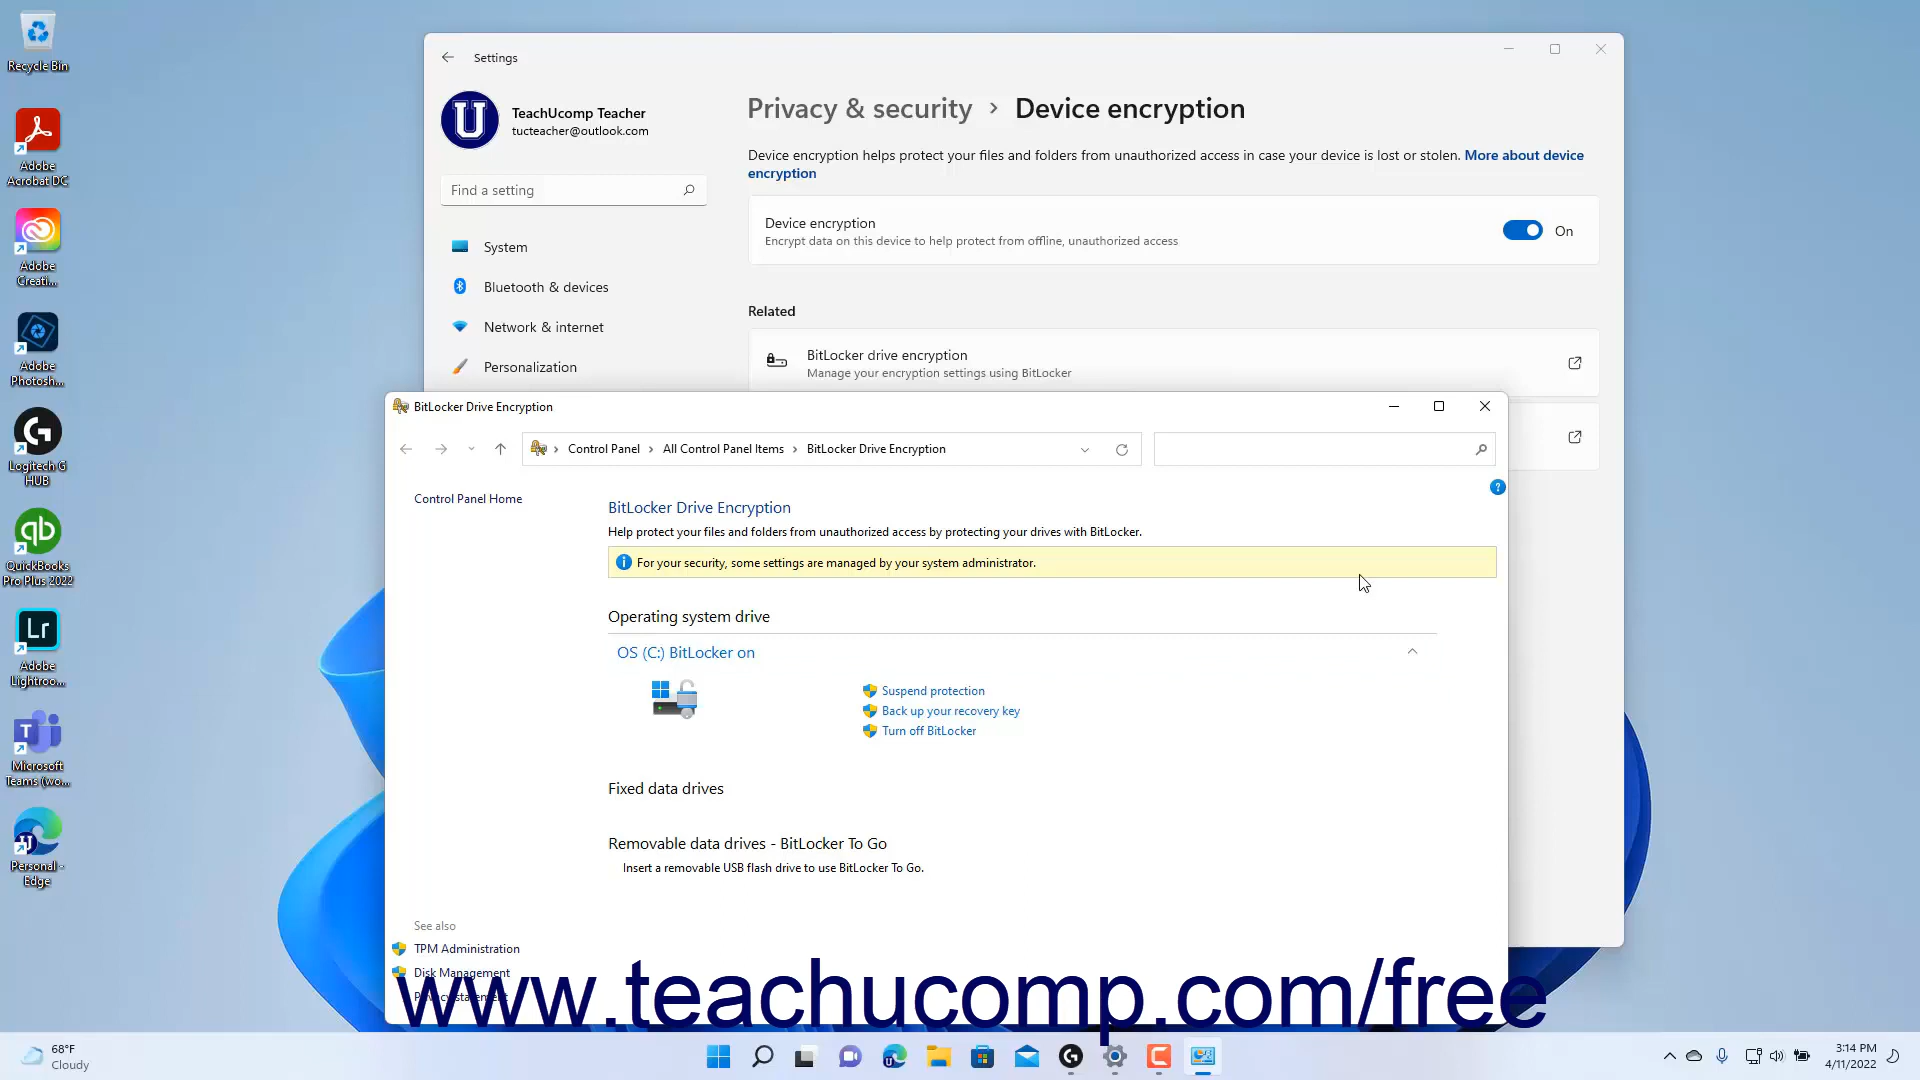 Recycle Bin
Adobe
Acrobat DC
Adobe
Creati...
Adobe
Photosh...
Logitech G
HUB
QuickBooks
Pro Plus 2022
Lr
Adobe
Lightroo...
Microsoft
Teams (wo...
Personal -
Edge
Settings
TeachUcomp Teacher
tucteacher@outlook.com
Find a setting
System
Bluetooth & devices
Network & internet
Personalization
Privacy & security > Device encryption
Device encryption helps protect your files and folders from unauthorized access in case your device is lost or stolen. More about device
encryption
Device encryption
Encrypt data on this device to help protect from offline, unauthorized access
On
Related
BitLocker drive encryption
Manage your encryption settings using BitLocker
BitLocker Drive Encryption
Control Panel > All Control Panel Items > BitLocker Drive Encryption
Control Panel Home
BitLocker Drive Encryption
Help protect your files and folders from unauthorized access by protecting your drives with BitLocker.
For your security, some settings are managed by your system administrator.
Operating system drive
OS (C:) BitLocker on
Suspend protection
Back up your recovery key
Turn off BitLocker
Fixed data drives
Removable data drives - BitLocker To Go
Insert a removable USB flash drive to use BitLocker To Go.
See also
TPM Administration
Disk Management
Privacy statement
www.teachucomp.com/free
68°F
Cloudy
3:14 PM
4/11/2022